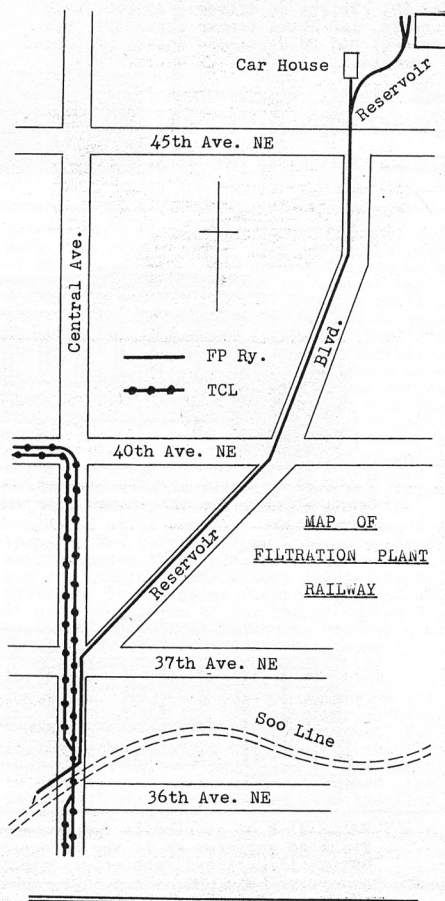 Car House
Reservoir
45th Ave. NE
Central Ave.
Blvd.
FP Ry.
TCL
40th Ave. NE
MAP OF
FILTRATION PLANT
RAILWAY
Reservoir
37th Ave. NE
Soo Line
36th Ave. NE